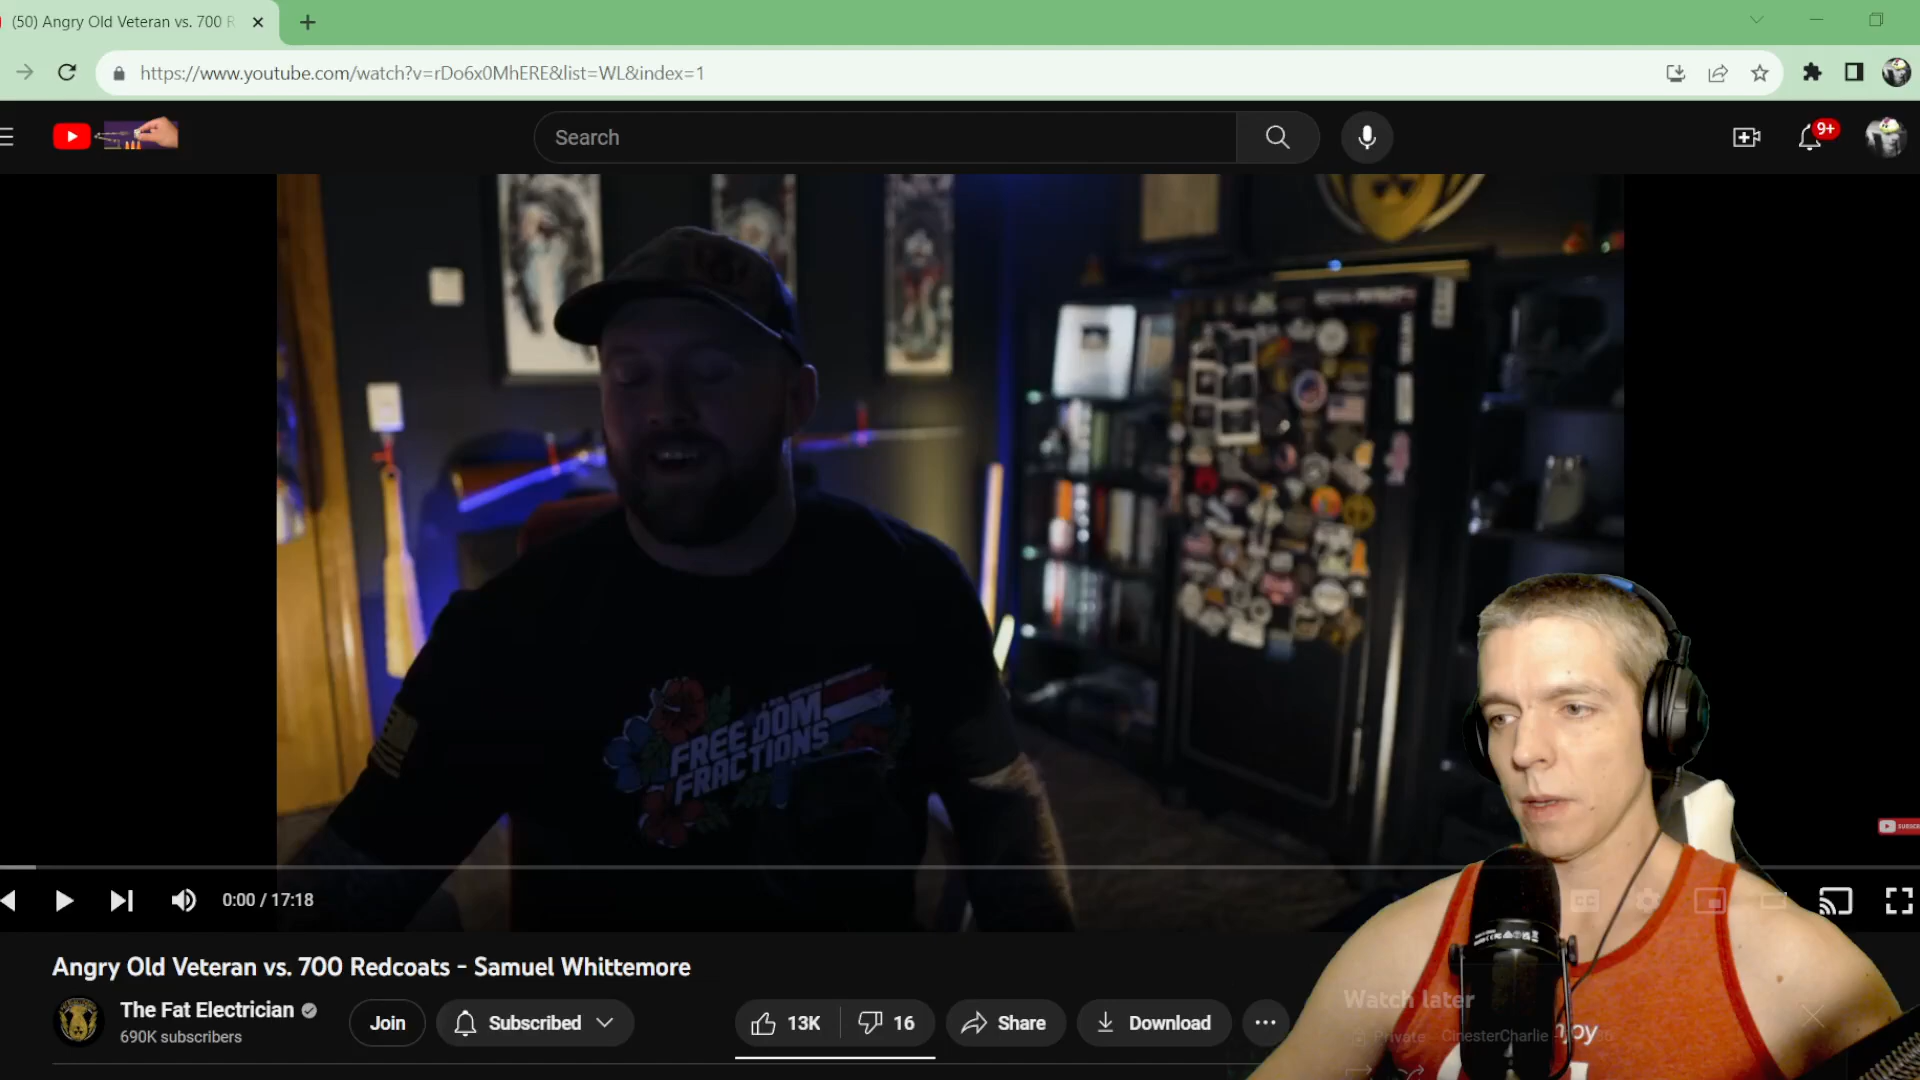 (50) Angry Old Veteran vs. 700 R
https://www.youtube.com/watch?v=rDo6x0MhERE&list=WL&index=1
Search
9+
FREEDOM
FRACTIONS
0:00 / 17:18
Angry Old Veteran vs. 700 Redcoats - Samuel Whittemore
The Fat Electrician
690K subscribers
Join
Subscribed
13K
16
Share
Download
Watch later
Private
CinesterCharlie